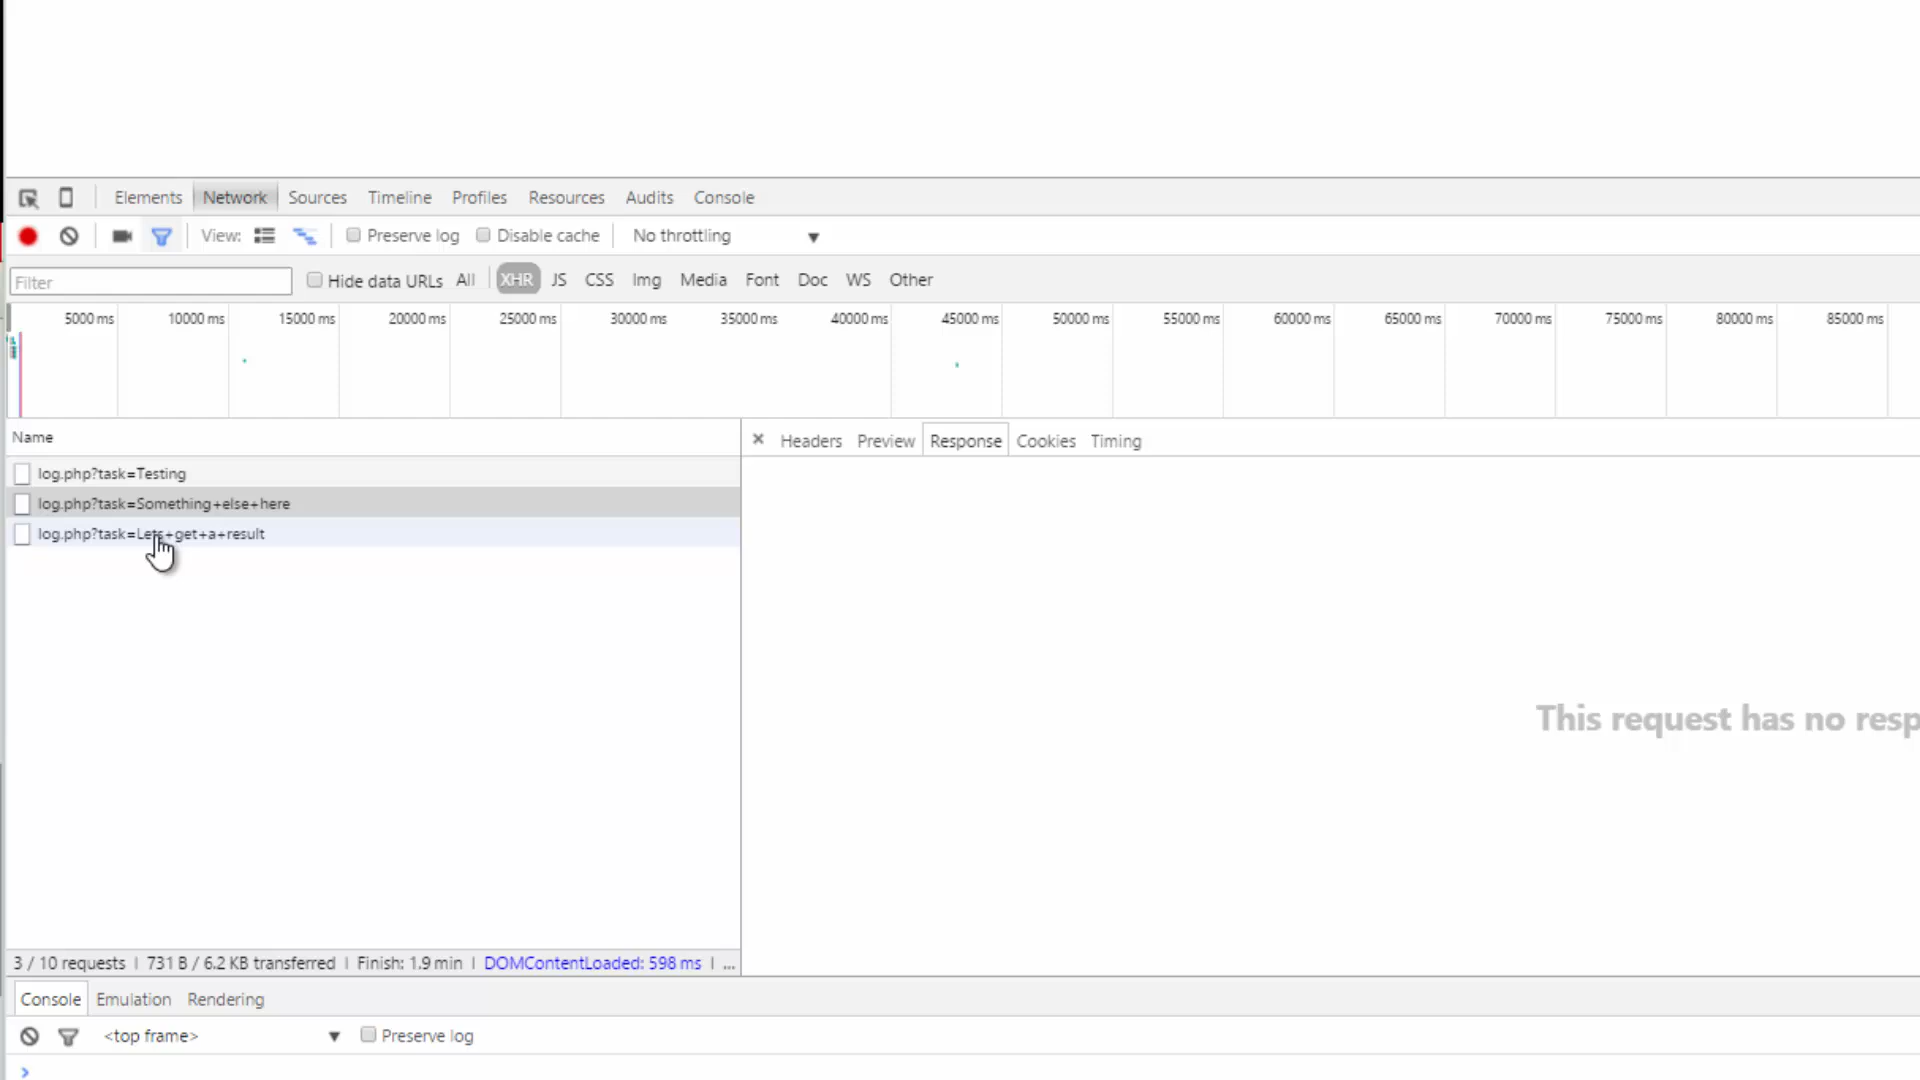 Elements Network Sources Timeline Profiles Resources Audits Console
View: Preserve log Disable cache No throttling
Filter Hide data URLs All XHR JS CSS Img Media Font Doc WS Other
5000 ms 10000 ms 15000 ms 20000 ms 25000 ms 30000 ms 35000 ms 40000 ms 45000 ms 50000 ms 55000 ms 60000 ms 65000 ms 70000 ms 75000 ms 80000 ms 85000 ms
Name
× Headers Preview Response Cookies Timing
log.php?task=Testing
log.php?task=Something+else+here
log.php?task=Lets+get+a+result
This request has no resp
3 / 10 requests | 731 B / 6.2 KB transferred | Finish: 1.9 min | DOMContentLoaded: 598 ms | ...
Console Emulation Rendering
<top frame> Preserve log